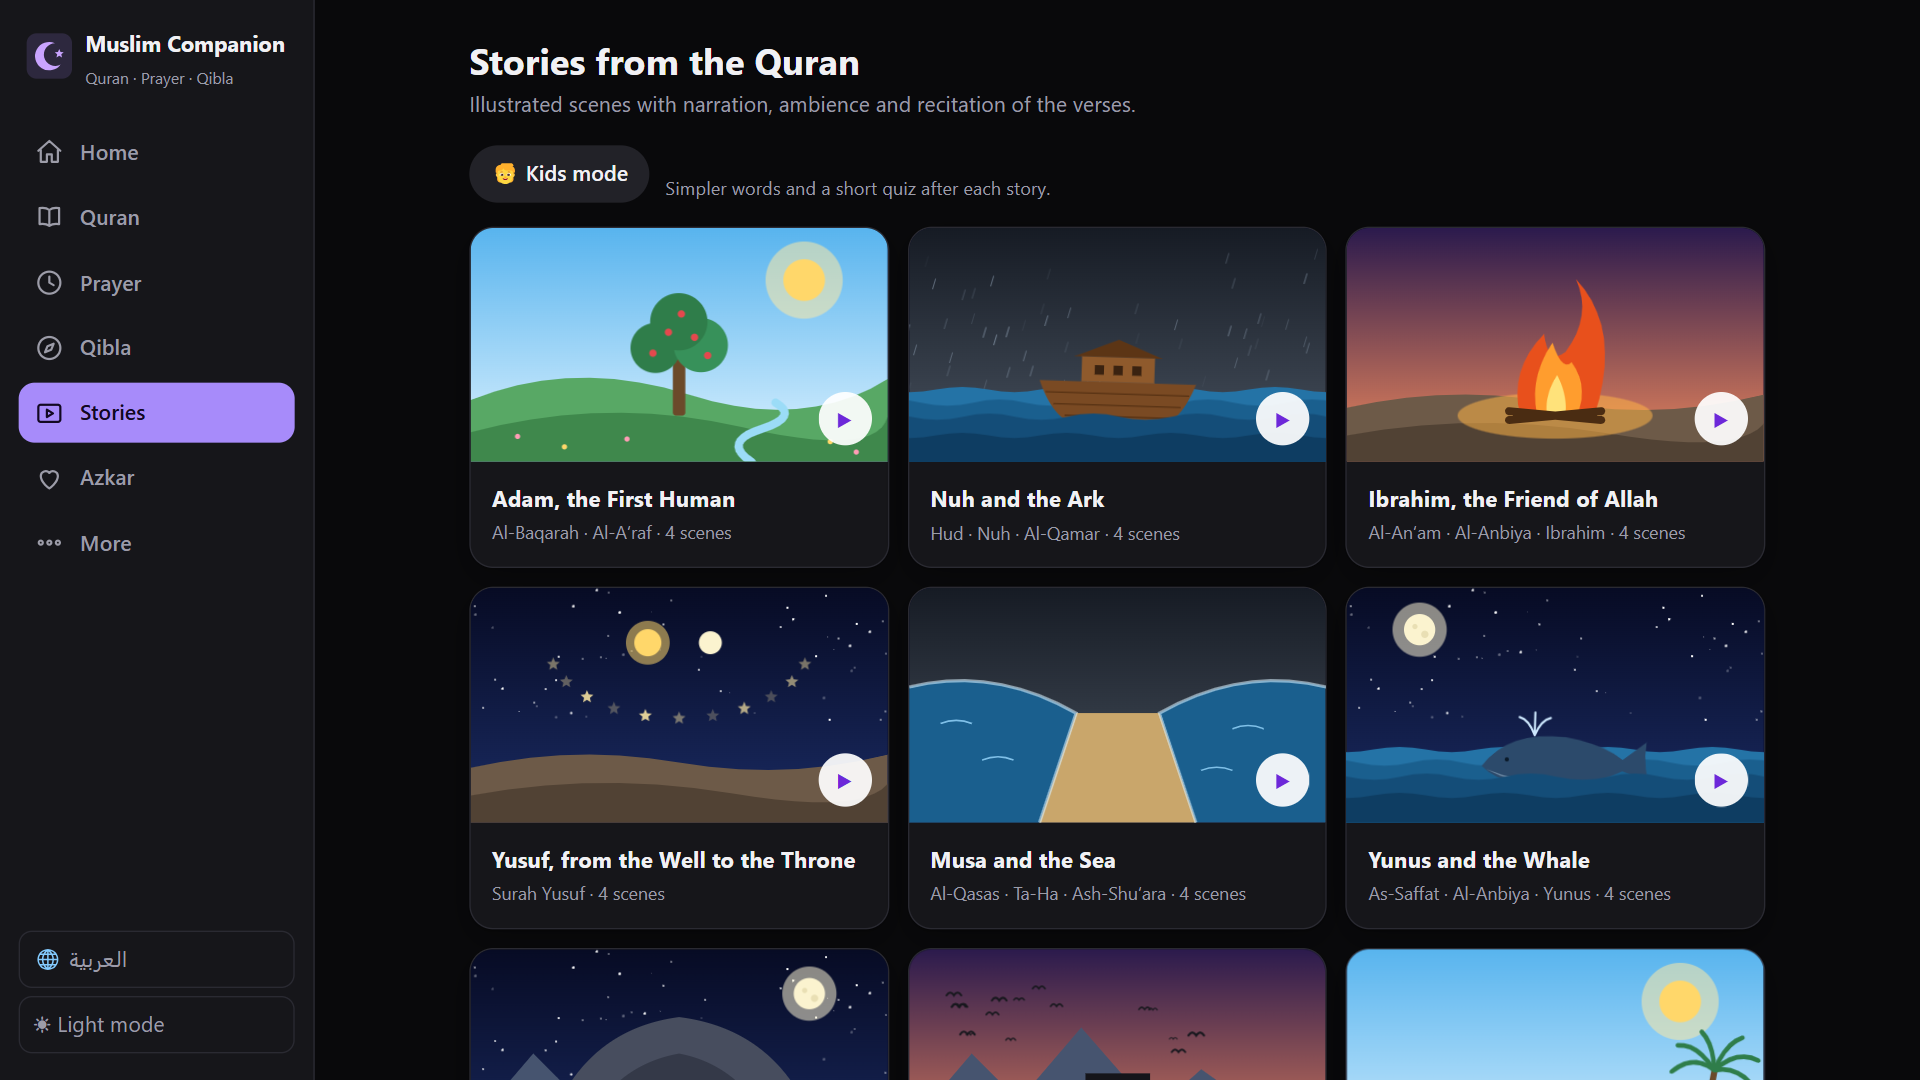 Muslim Companion
Quran · Prayer · Qibla
Home
Quran
Prayer
Qibla
Stories
Azkar
More
العربية
Light mode
Stories from the Quran
Illustrated scenes with narration, ambience and recitation of the verses.
Kids mode
Simpler words and a short quiz after each story.
Adam, the First Human
Al-Baqarah · Al-A‘raf · 4 scenes
Nuh and the Ark
Hud · Nuh · Al-Qamar · 4 scenes
Ibrahim, the Friend of Allah
Al-An‘am · Al-Anbiya · Ibrahim · 4 scenes
Yusuf, from the Well to the Throne
Surah Yusuf · 4 scenes
Musa and the Sea
Al-Qasas · Ta-Ha · Ash-Shu‘ara · 4 scenes
Yunus and the Whale
As-Saffat · Al-Anbiya · Yunus · 4 scenes